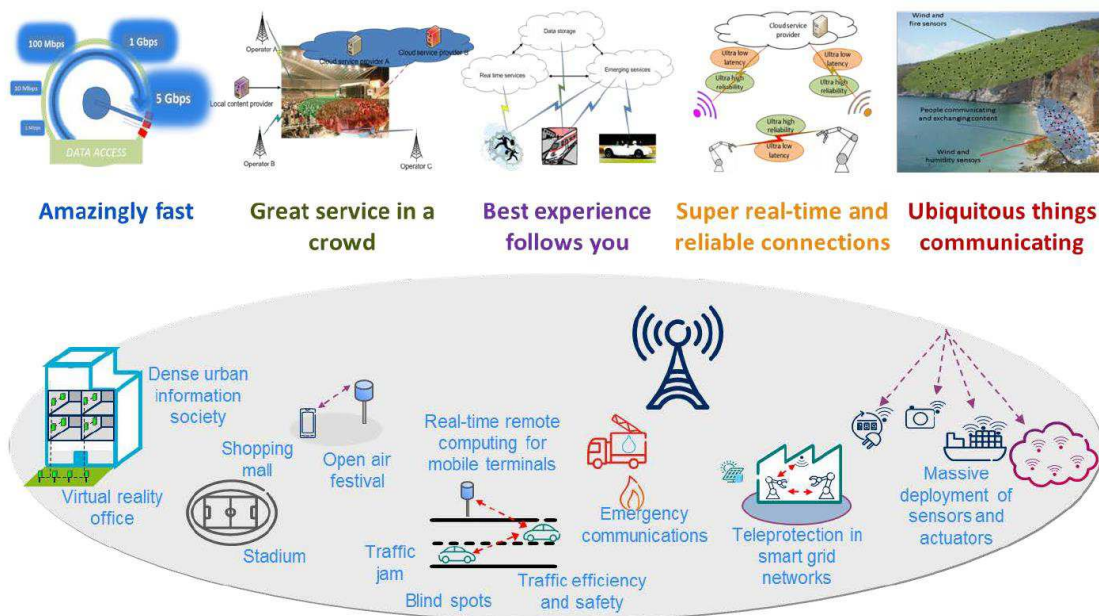 100 Mbps
1 Gbps
10 Mbps
5 Gbps
1 Mbps
DATA ACCESS
Operator A
Cloud service provider B
Cloud service provider A
Local content provider
Operator B
Operator C
Data storage
Real time services
Emerging services
Cloud service
provider
Ultra low
latency
Ultra low
latency
Ultra high
reliability
Ultra high
reliability
Ultra high
reliability
Ultra low
latency
Wind and
fire sensors
People communicating
and exchanging content
Wind and
humidity sensors
Amazingly fast
Great service in a
crowd
Best experience
follows you
Super real-time and
reliable connections
Ubiquitous things
communicating
Dense urban
information
society
Virtual reality
office
Shopping
mall
Open air
festival
Stadium
Real-time remote
computing for
mobile terminals
Traffic
jam
Blind spots
Traffic efficiency
and safety
Emergency
communications
Teleprotection in
smart grid
networks
Massive
deployment of
sensors and
actuators